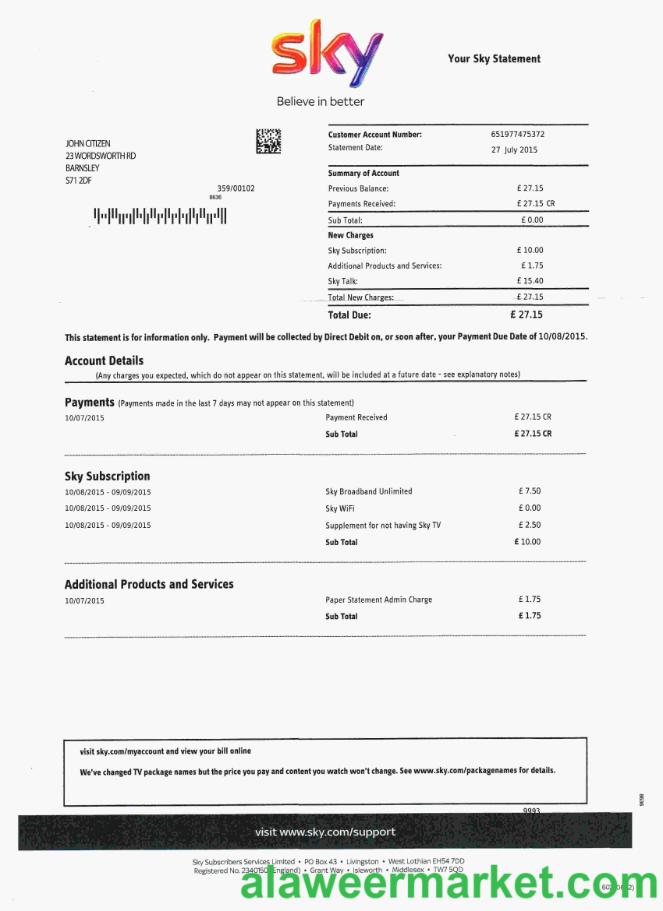 sky
Your Sky Statement
Believe in better
JOHN CITIZEN
23 WORDSWORTH RD
BARNSLEY
S71 2DF
359/00102
9636
Customer Account Number: 651977475372
Statement Date: 27 July 2015
Summary of Account
Previous Balance: £ 27.15
Payments Received: £ 27.15 CR
Sub Total: £ 0.00
New Charges
Sky Subscription: £ 10.00
Additional Products and Services: £ 1.75
Sky Talk: £ 15.40
Total New Charges: £ 27.15
Total Due: £ 27.15
This statement is for information only. Payment will be collected by Direct Debit on, or soon after, your Payment Due Date of 10/08/2015.
Account Details
(Any charges you expected, which do not appear on this statement, will be included at a future date - see explanatory notes)
Payments (Payments made in the last 7 days may not appear on this statement)
10/07/2015 Payment Received £ 27.15 CR
Sub Total £ 27.15 CR
Sky Subscription
10/08/2015 - 09/09/2015 Sky Broadband Unlimited £ 7.50
10/08/2015 - 09/09/2015 Sky WiFi £ 0.00
10/08/2015 - 09/09/2015 Supplement for not having Sky TV £ 2.50
Sub Total £ 10.00
Additional Products and Services
10/07/2015 Paper Statement Admin Charge £ 1.75
Sub Total £ 1.75
visit sky.com/myaccount and view your bill online
We've changed TV package names but the price you pay and content you watch won't change. See www.sky.com/packagenames for details.
9993
visit www.sky.com/support
Sky Subscribers Services Limited • PO Box 43 • Livingston • West Lothian EH54 7DD
Registered No. 2340150 (England) • Grant Way • Isleworth • Middlesex • TW7 5QD
alaweermarket.com